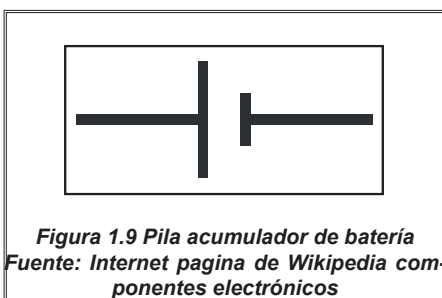 Figura 1.9 Pila acumulador de batería
Fuente: Internet pagina de Wikipedia com-
ponentes electrónicos